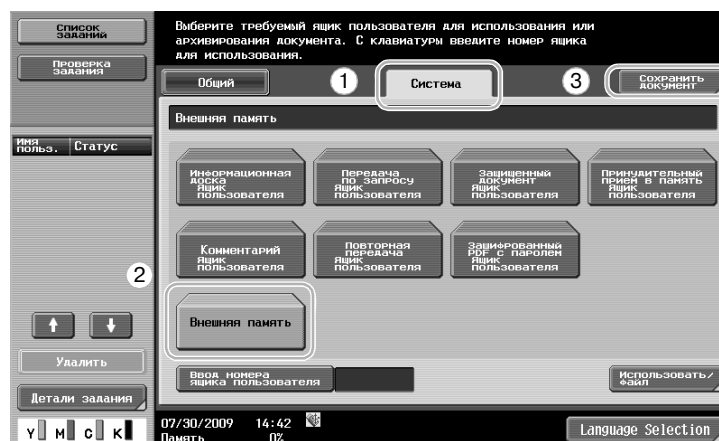 Список
заданий
Проверка
задания
Имя
польз.
Статус
Удалить
Детали задания
Y M C K
Выберите требуемый ящик пользователя для использования или
архивирования документа. С клавиатуры введите номер ящика
для использования.
Общий
1
Система
3
Сохранить
документ
Внешняя память
Информационная
доска
Ящик
пользователя
Передача
по запросу
Ящик
пользователя
Защищенный
документ
Ящик
пользователя
Принудительный
прием в память
Ящик
пользователя
Комментарий
Ящик
пользователя
Повторная
передача
Ящик
пользователя
Зашифрованный
PDF с паролем
Ящик
пользователя
2
Внешняя память
Ввод номера
ящика пользователя
Использовать/
файл
07/30/2009 14:42
Память 0%
Language Selection